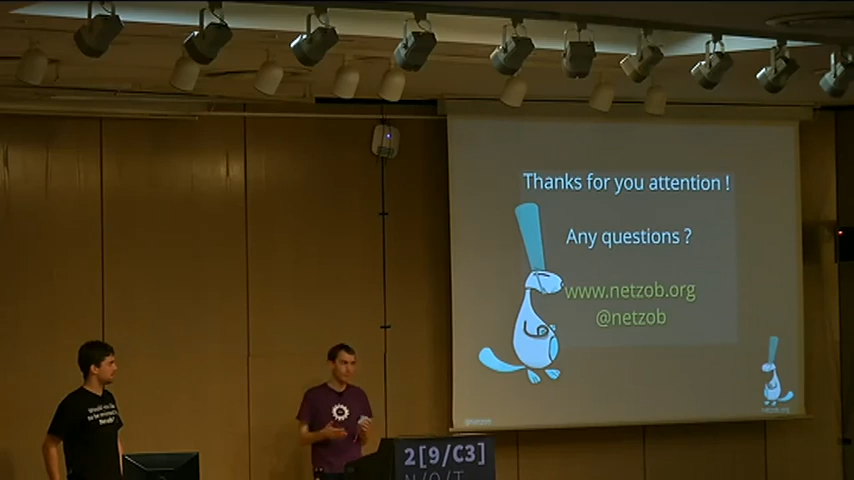 Thanks for you attention !
Any questions ?
www.netzob.org
@netzob
2[9/C3]
N/O/T